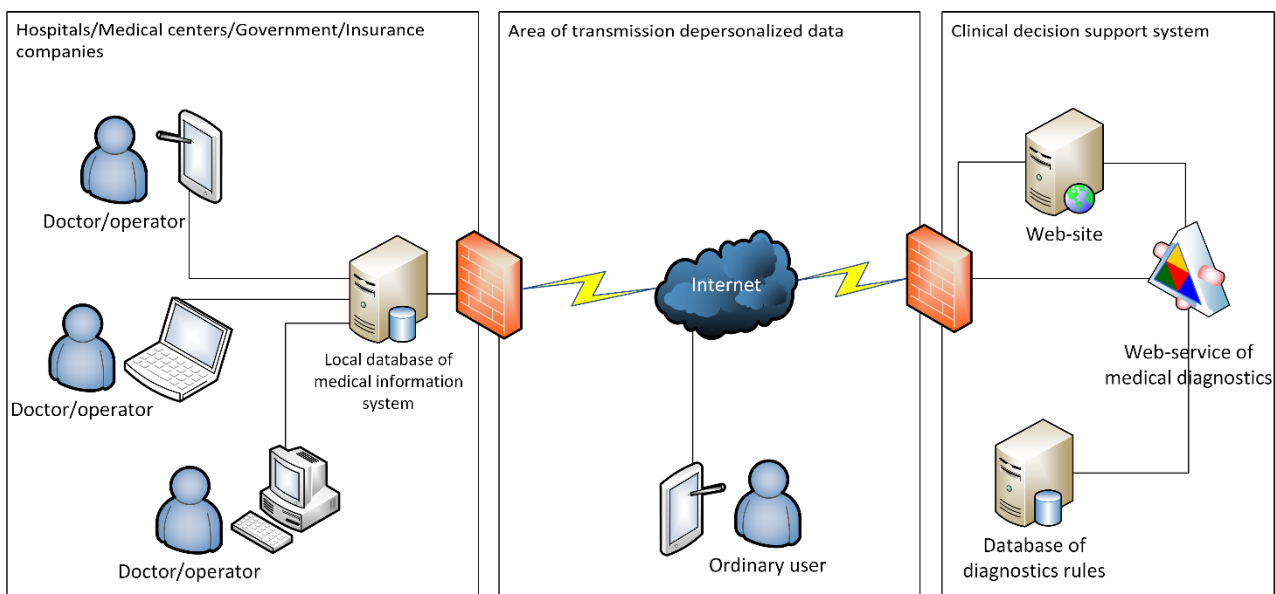 Hospitals/Medical centers/Government/Insurance
companies
Doctor/operator
Doctor/operator
Doctor/operator
Local database of
medical information
system
Area of transmission depersonalized data
Internet
Ordinary user
Clinical decision support system
Web-site
Web-service of
medical diagnostics
Database of
diagnostics rules